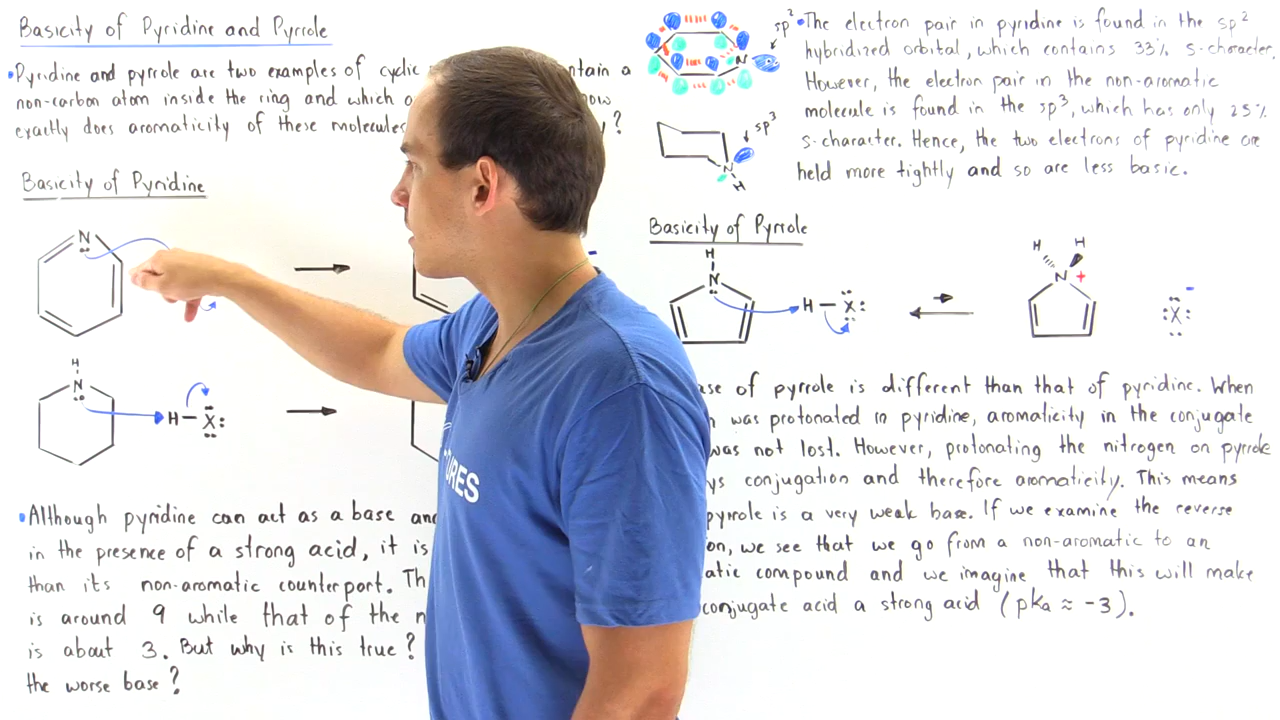 Basicity of Pyridine and Pyrrole
•Pyridine and pyrrole are two examples of cyclic
ntain a
non-carbon atom inside the ring and which
now
exactly does aromaticity of these molecules
?
Basicity of Pyridine
N
H
N
H – X:
•Although pyridine can act as a base an
in the presence of a strong acid, it is
than its non-aromatic counterpart. Th
is around 9 while that of the n
is about 3. But why is this true?
the worse base?
sp2
N
sp3
N
H
•The electron pair in pyridine is found in the sp2
hybridized orbital, which contains 33% s-character.
However, the electron pair in the non-aromatic
molecule is found in the sp3, which has only 25%
s-character. Hence, the two electrons of pyridine are
held more tightly and so are less basic.
Basicity of Pyrrole
H
N
H – X:
H H
N +
:X: -
ase of pyrrole is different than that of pyridine. When
n was protonated in pyridine, aromaticity in the conjugate
was not lost. However, protonating the nitrogen on pyrrole
ys conjugation and therefore aromaticity. This means
pyrrole is a very weak base. If we examine the reverse
on, we see that we go from a non-aromatic to an
atic compound and we imagine that this will make
conjugate acid a strong acid (pka ≈ -3).
URES